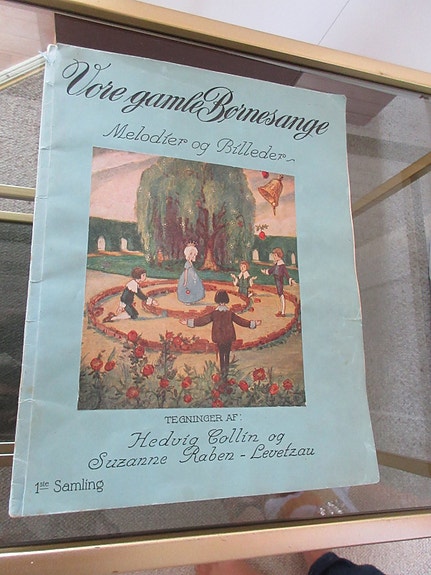 Vore gamle Børnesange
Melodier og Billeder
TEGNINGER AF:
Hedvig Collin og
Suzanne Raben - Levetzau
1ste Samling